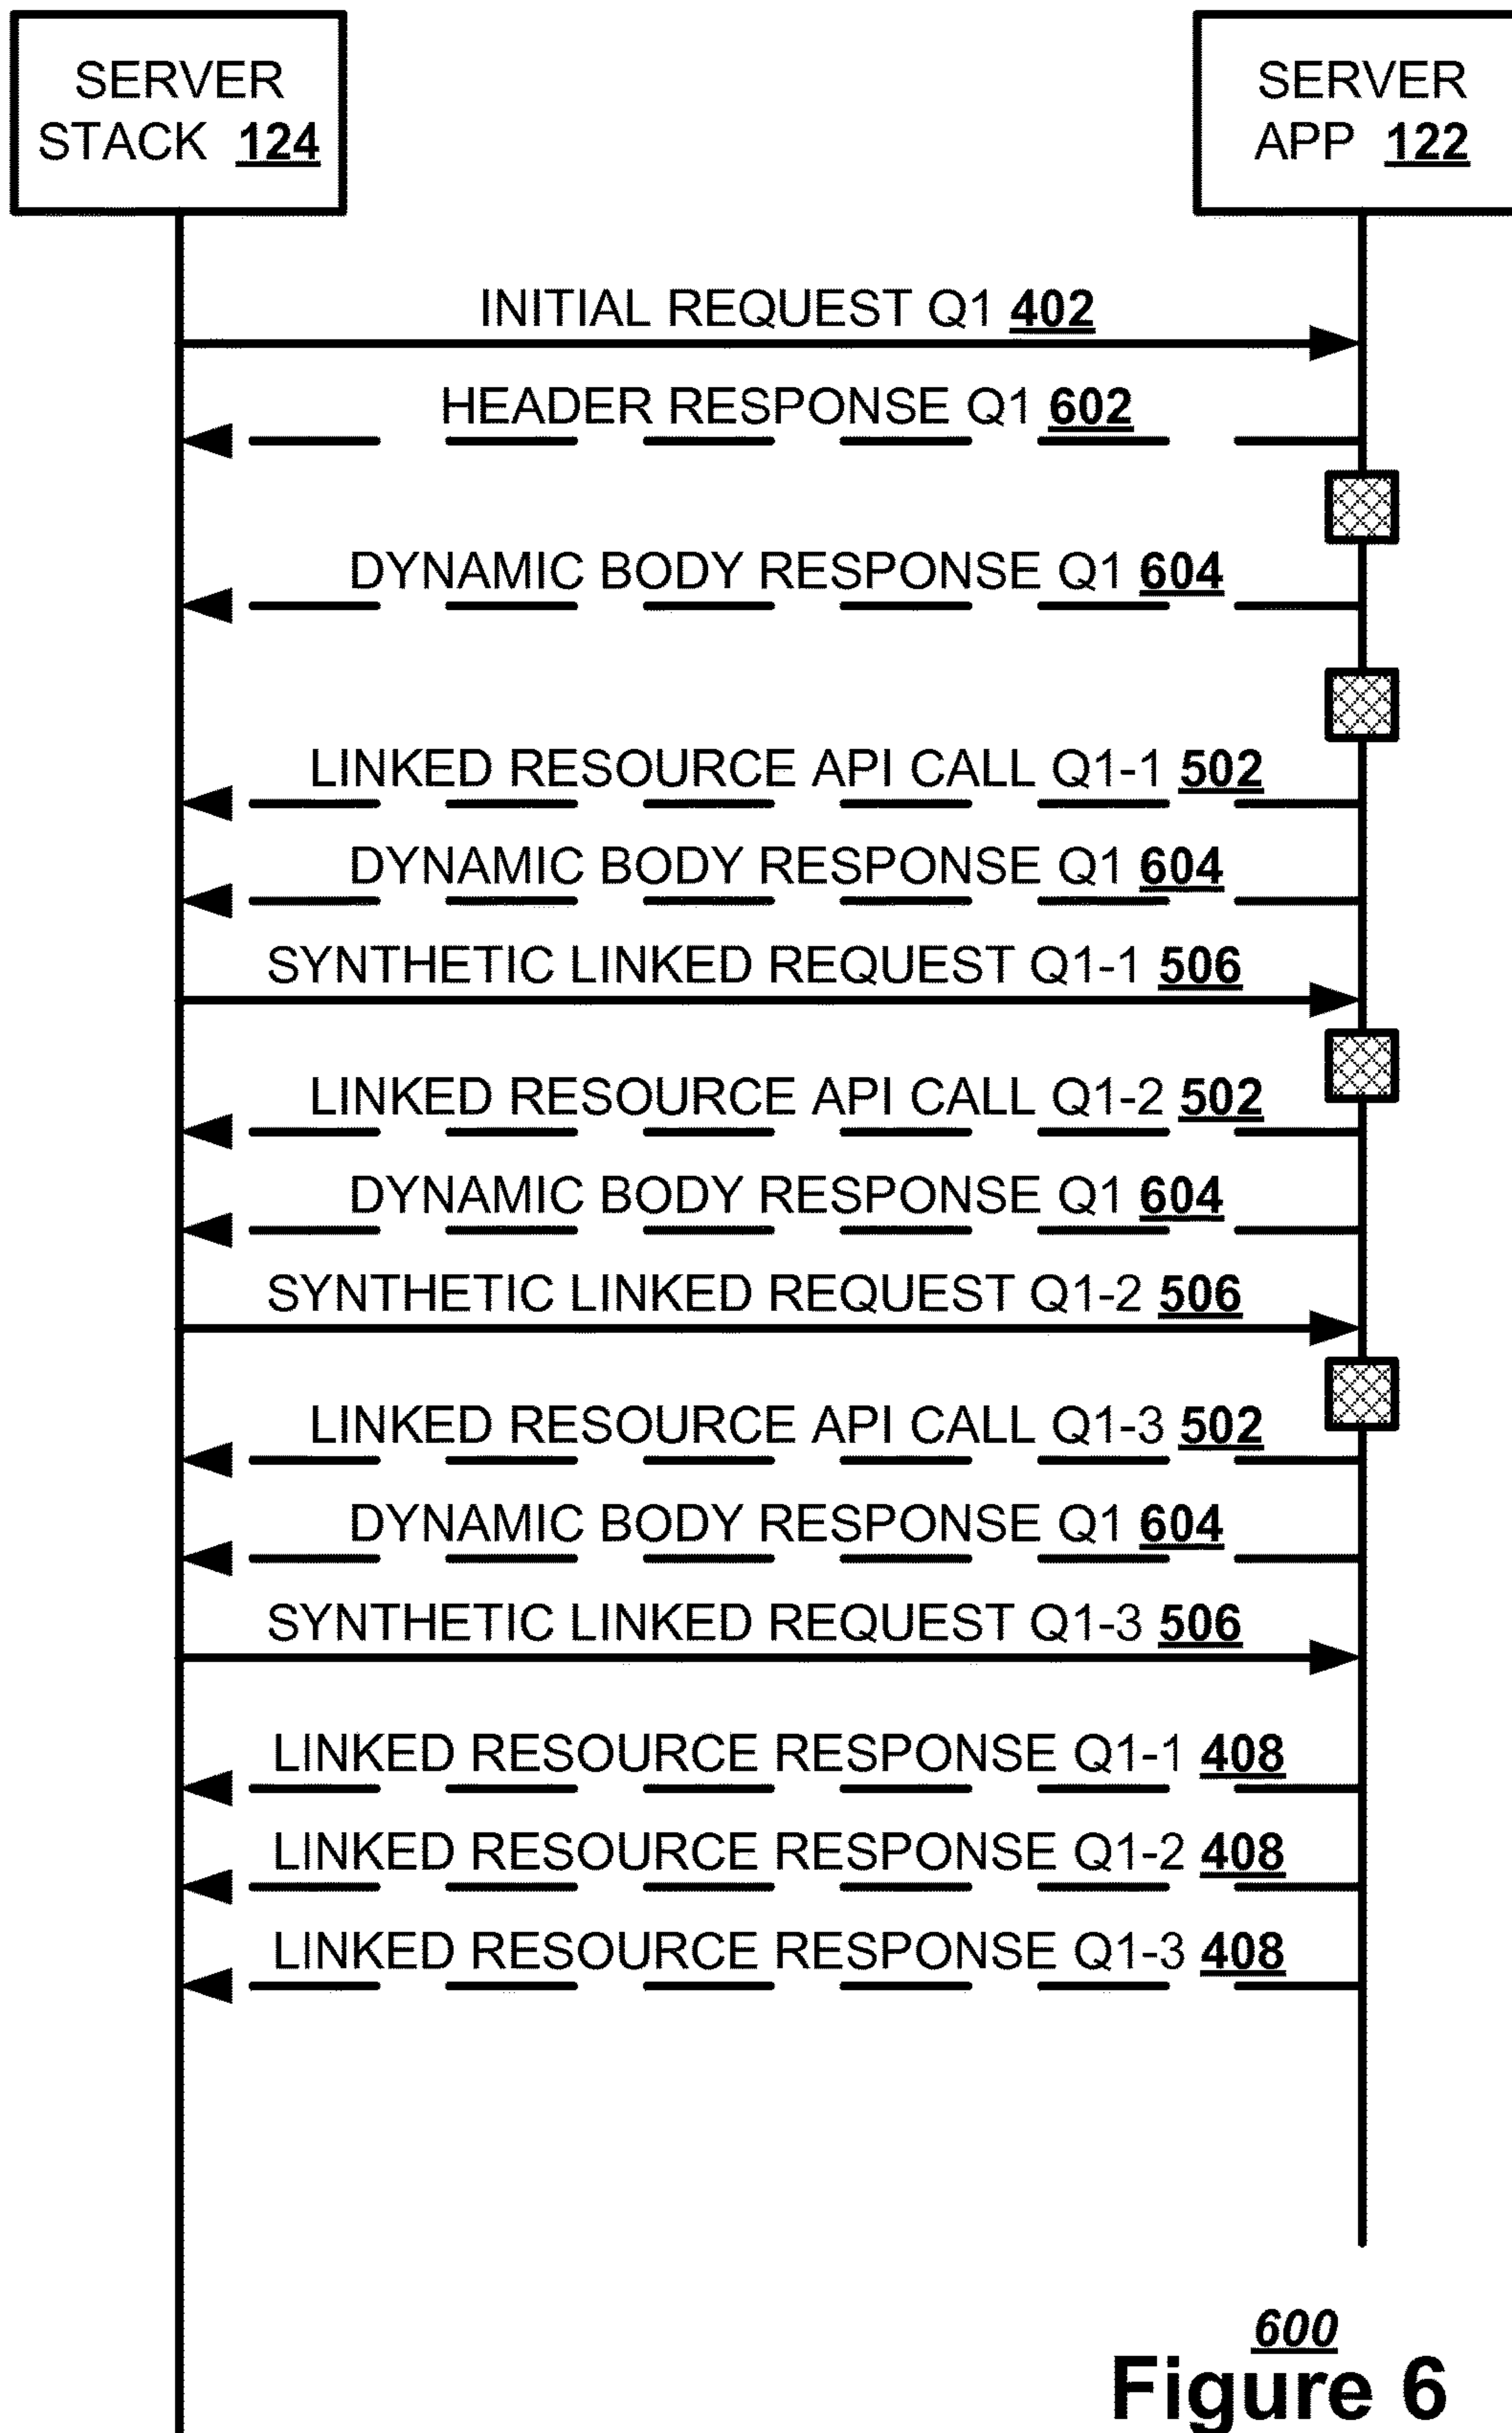 SERVER
STACK 124
SERVER
APP 122
INITIAL REQUEST Q1 402
HEADER RESPONSE Q1 602
DYNAMIC BODY RESPONSE Q1 604
LINKED RESOURCE API CALL Q1-1 502
DYNAMIC BODY RESPONSE Q1 604
SYNTHETIC LINKED REQUEST Q1-1 506
LINKED RESOURCE API CALL Q1-2 502
DYNAMIC BODY RESPONSE Q1 604
SYNTHETIC LINKED REQUEST Q1-2 506
LINKED RESOURCE API CALL Q1-3 502
DYNAMIC BODY RESPONSE Q1 604
SYNTHETIC LINKED REQUEST Q1-3 506
LINKED RESOURCE RESPONSE Q1-1 408
LINKED RESOURCE RESPONSE Q1-2 408
LINKED RESOURCE RESPONSE Q1-3 408
600
Figure 6